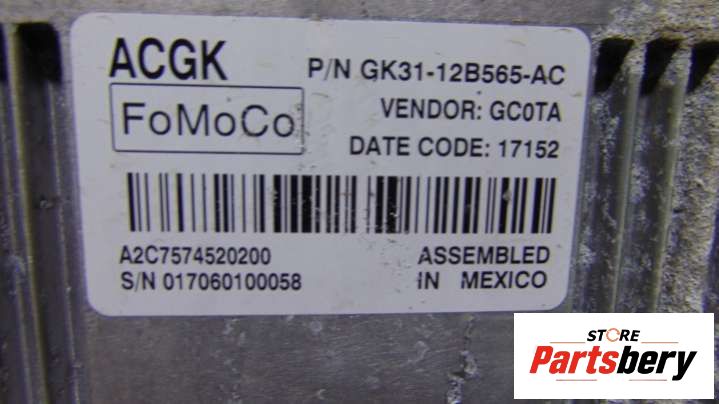 ACGK
P/N GK31-12B565-AC
FoMoCo
VENDOR: GC0TA
DATE CODE: 17152
A2C7574520200
ASSEMBLED
S/N 017060100058
IN MEXICO
STORE
Partsbery